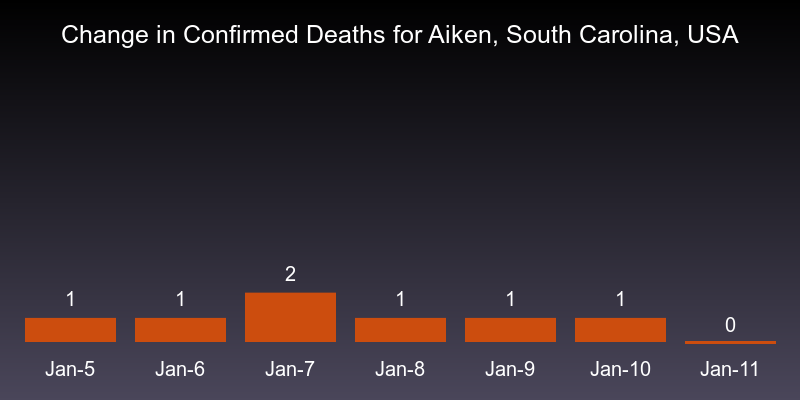 Change in Confirmed Deaths for Aiken, South Carolina, USA
2
1 1 1 1 1
0
Jan-5 Jan-6 Jan-7 Jan-8 Jan-9 Jan-10 Jan-11